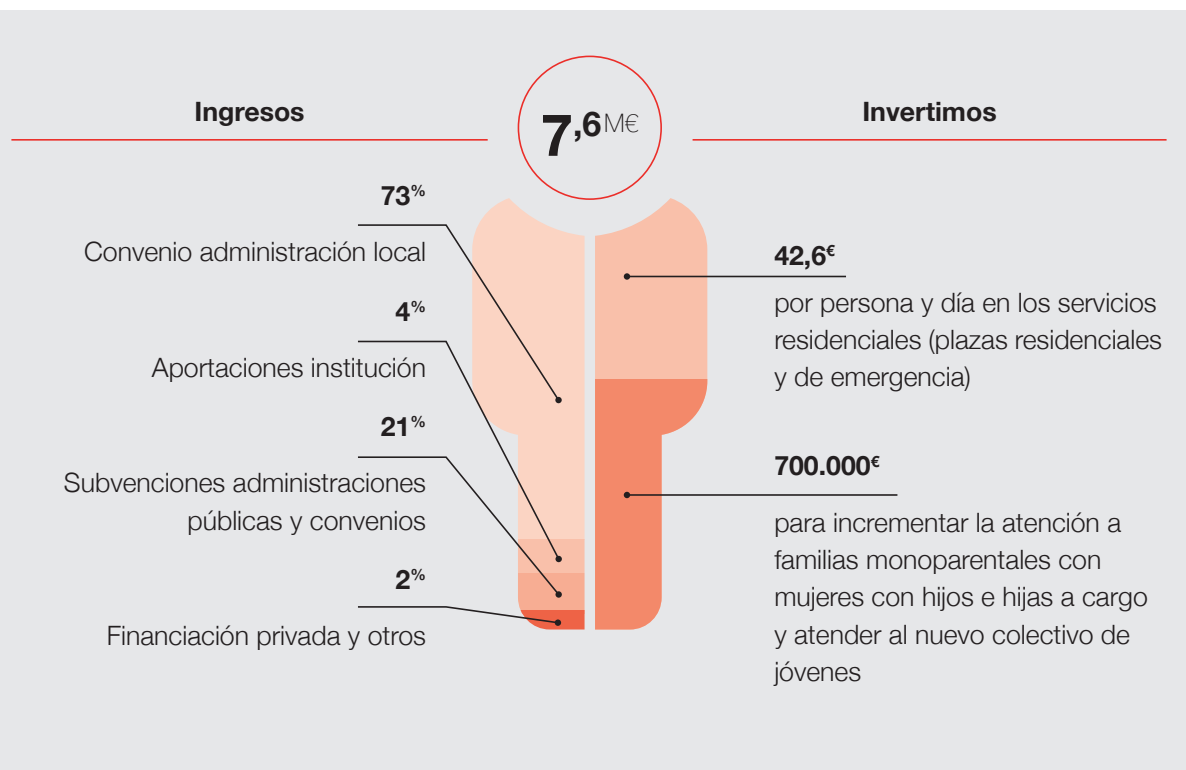 Ingresos
7,6M€
Invertimos
73%
Convenio administración local
4%
Aportaciones institución
21%
Subvenciones administraciones
públicas y convenios
2%
Financiación privada y otros
42,6€
por persona y día en los servicios
residenciales (plazas residenciales
y de emergencia)
700.000€
para incrementar la atención a
familias monoparentales con
mujeres con hijos e hijas a cargo
y atender al nuevo colectivo de
jóvenes